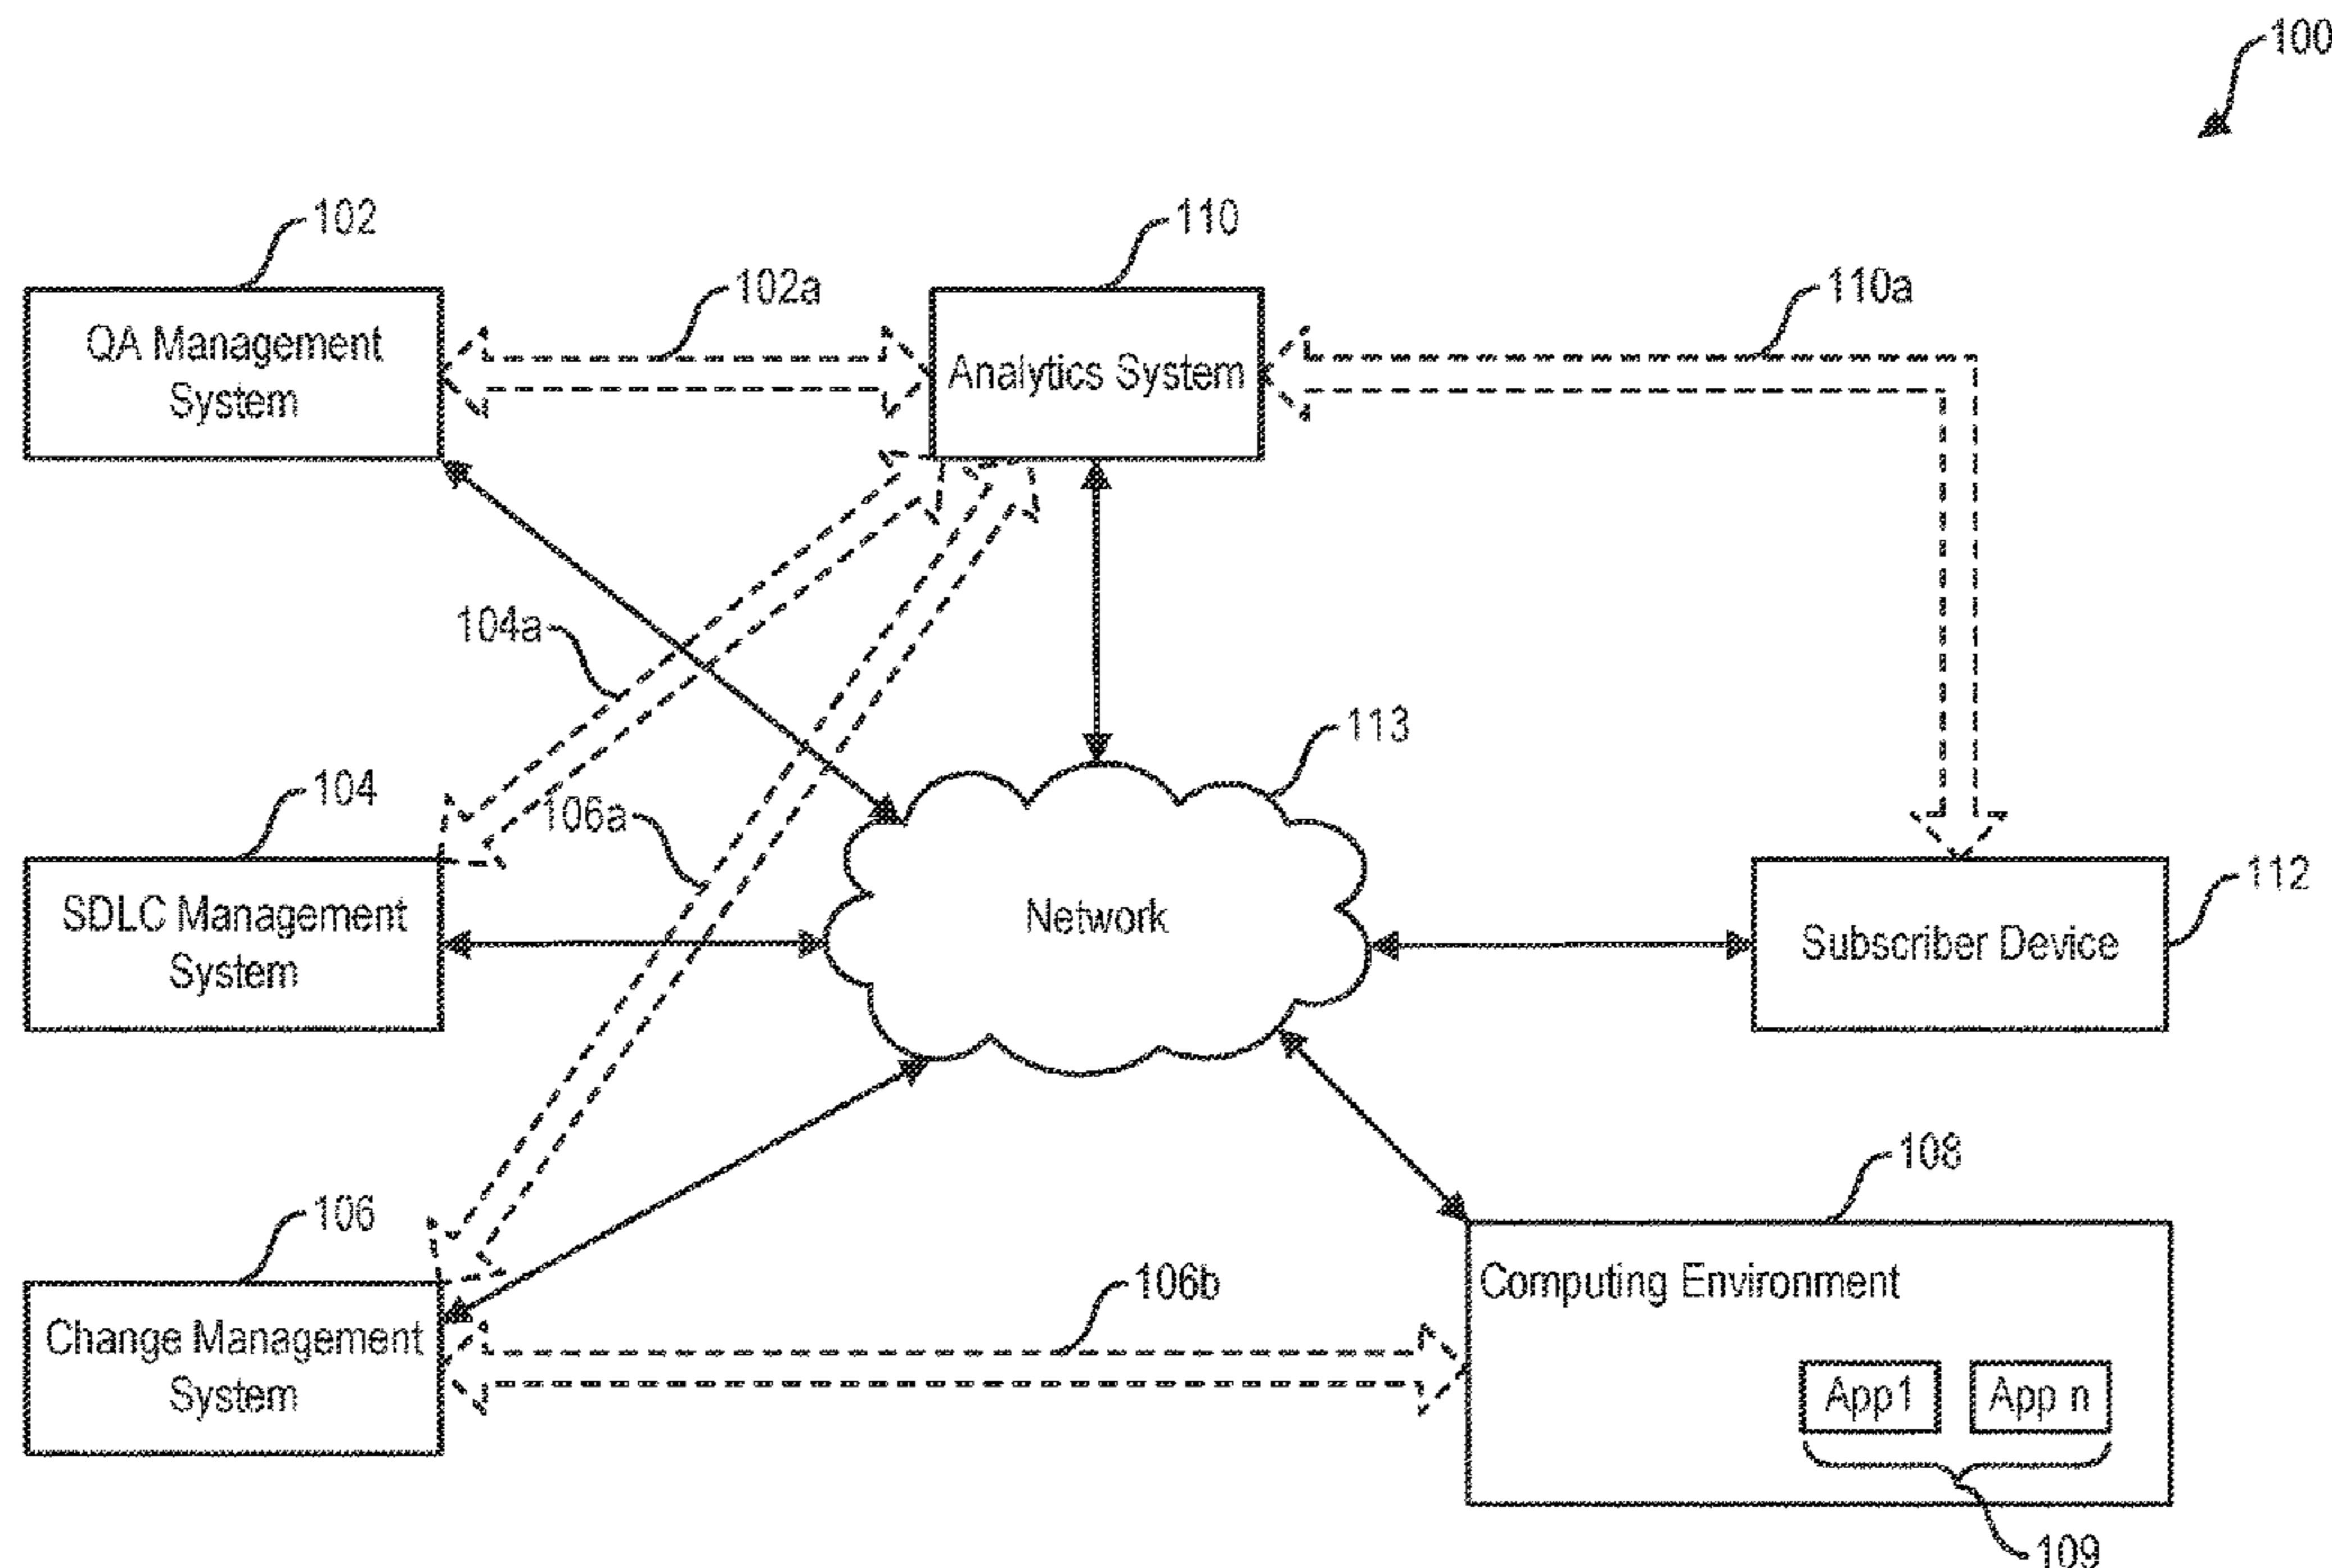 100
102
110
102a
110a
QA Management
System
Analytics System
104a
113
104
106a
112
SDLC Management
System
Network
Subscriber Device
108
106
106b
Computing Environment
Change Management
System
App1
App n
109